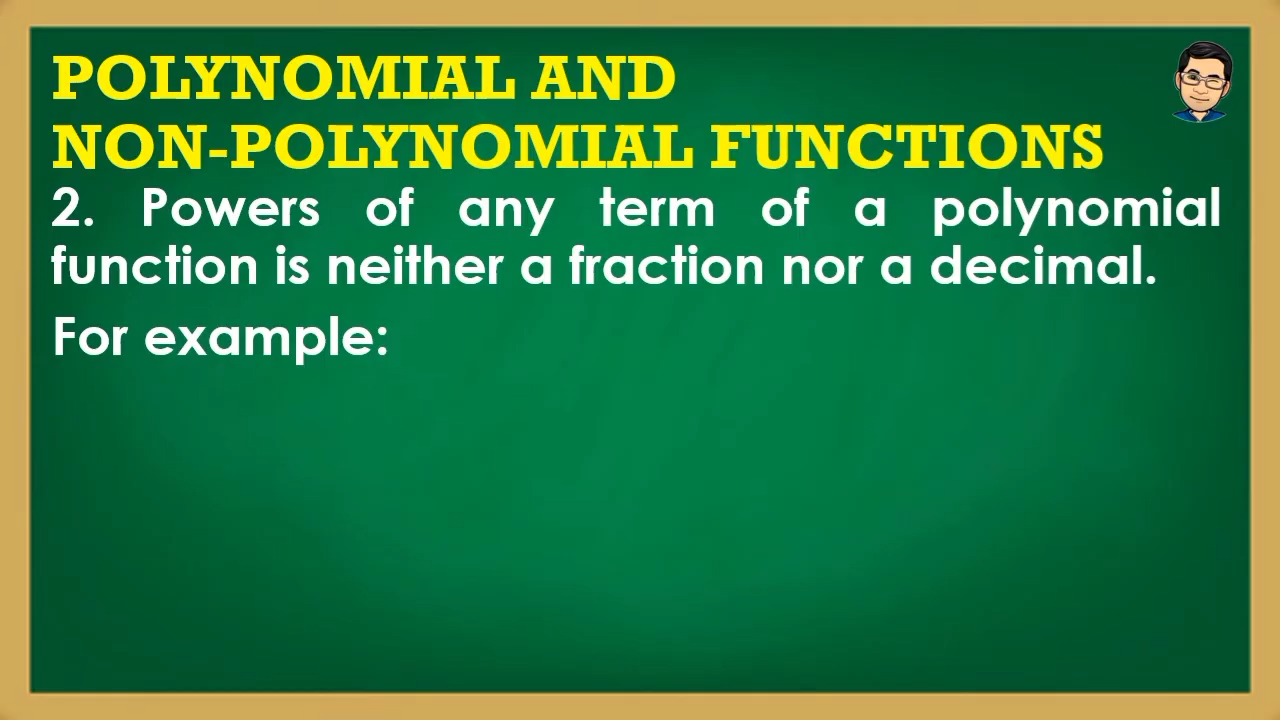 POLYNOMIAL AND
NON-POLYNOMIAL FUNCTIONS
2. Powers of any term of a polynomial
function is neither a fraction nor a decimal.
For example: